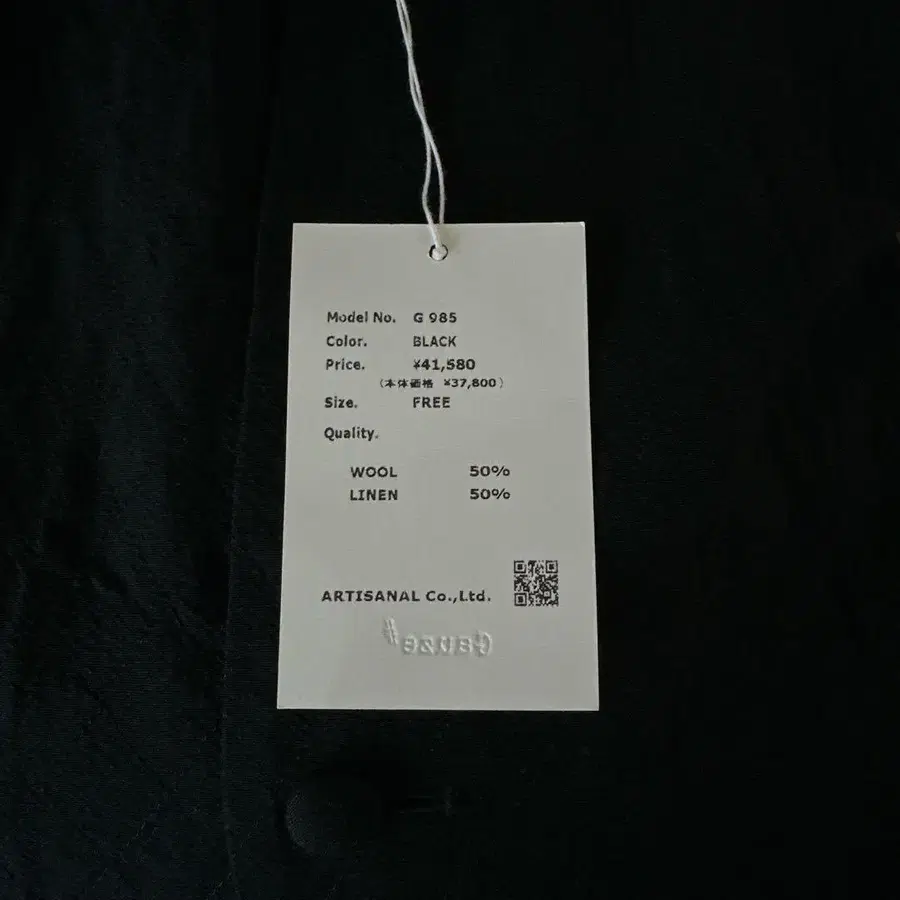 Model No. G 985
Color. BLACK
Price. ¥41,580
(本体価格 ¥37,800)
Size. FREE
Quality.
WOOL 50%
LINEN 50%
ARTISANAL Co.,Ltd.